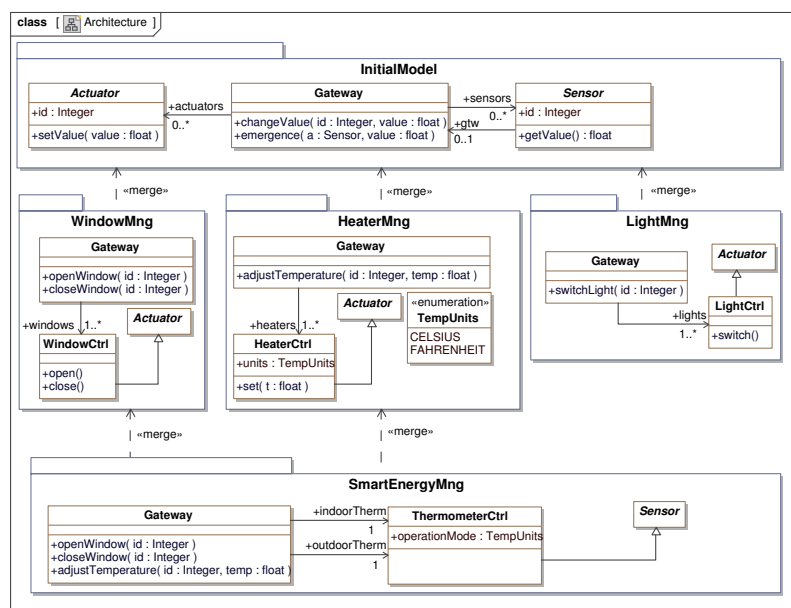 class [ Architecture ]
InitialModel
Actuator
+id : Integer
+setValue( value : float )
+actuators
0..*
Gateway
+changeValue( id : Integer, value : float )
+emergence( a : Sensor, value : float )
+sensors
0..*
+gtw
0..1
Sensor
+id : Integer
+getValue() : float
«merge»
«merge»
«merge»
WindowMng
Gateway
+openWindow( id : Integer )
+closeWindow( id : Integer )
+windows
1..*
Actuator
WindowCtrl
+open()
+close()
HeaterMng
Gateway
+adjustTemperature( id : Integer, temp : float )
+heaters
1..*
Actuator
«enumeration»
TempUnits
CELSIUS
FAHRENHEIT
HeaterCtrl
+units : TempUnits
+set( t : float )
LightMng
Gateway
+switchLight( id : Integer )
Actuator
+lights
1..*
LightCtrl
+switch()
«merge»
«merge»
SmartEnergyMng
Gateway
+openWindow( id : Integer )
+closeWindow( id : Integer )
+adjustTemperature( id : Integer, temp : float )
+indoorTherm
1
+outdoorTherm
1
ThermometerCtrl
+operationMode : TempUnits
Sensor